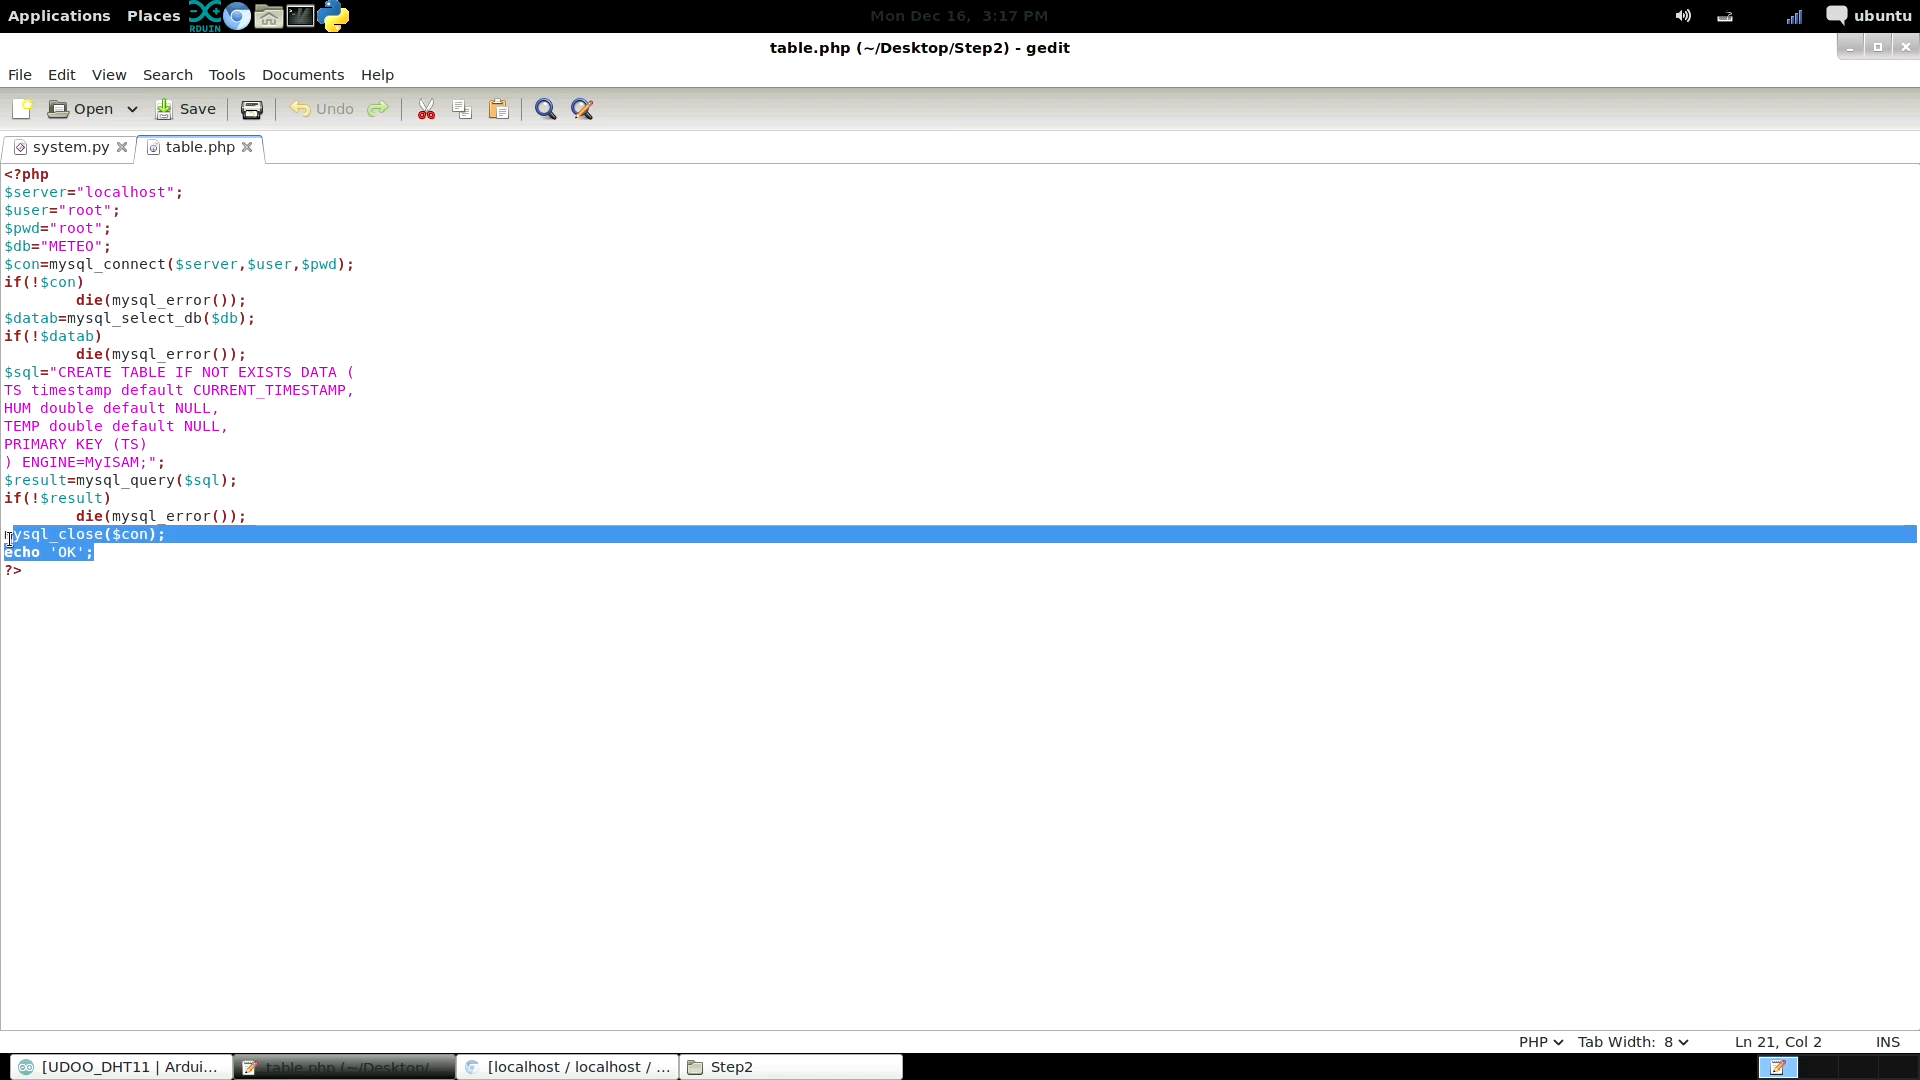 Applications Places RDUIN Mon Dec 16, 3:17 PM ubuntu
table.php (~/Desktop/Step2) - gedit
File Edit View Search Tools Documents Help
Open Save Undo
system.py table.php
<?php
$server="localhost";
$user="root";
$pwd="root";
$db="METEO";
$con=mysql_connect($server,$user,$pwd);
if(!$con)
        die(mysql_error());
$datab=mysql_select_db($db);
if(!$datab)
        die(mysql_error());
$sql="CREATE TABLE IF NOT EXISTS DATA (
TS timestamp default CURRENT_TIMESTAMP,
HUM double default NULL,
TEMP double default NULL,
PRIMARY KEY (TS)
) ENGINE=MyISAM;";
$result=mysql_query($sql);
if(!$result)
        die(mysql_error());
mysql_close($con);
echo 'OK';
?>
PHP Tab Width: 8 Ln 21, Col 2 INS
[UDOO_DHT11 | Ardui... table.php (~/Desktop/... [localhost / localhost / ... Step2